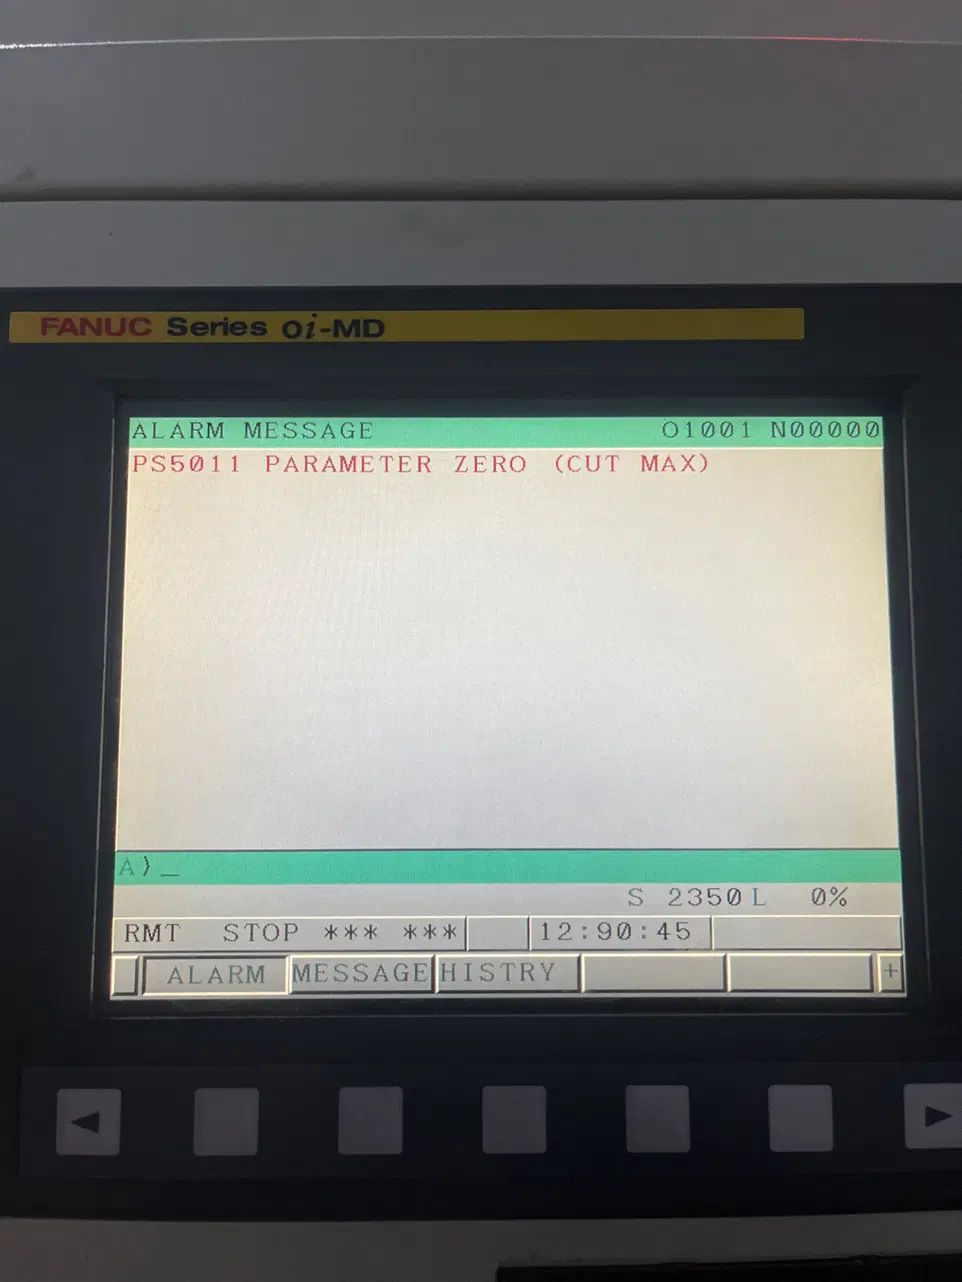 FANUC Series 0i-MD
ALARM MESSAGE O1001 N00000
PS5011 PARAMETER ZERO (CUT MAX)
A)_
S 2350 L 0%
RMT STOP *** *** 12:90:45
ALARM MESSAGE HISTRY +